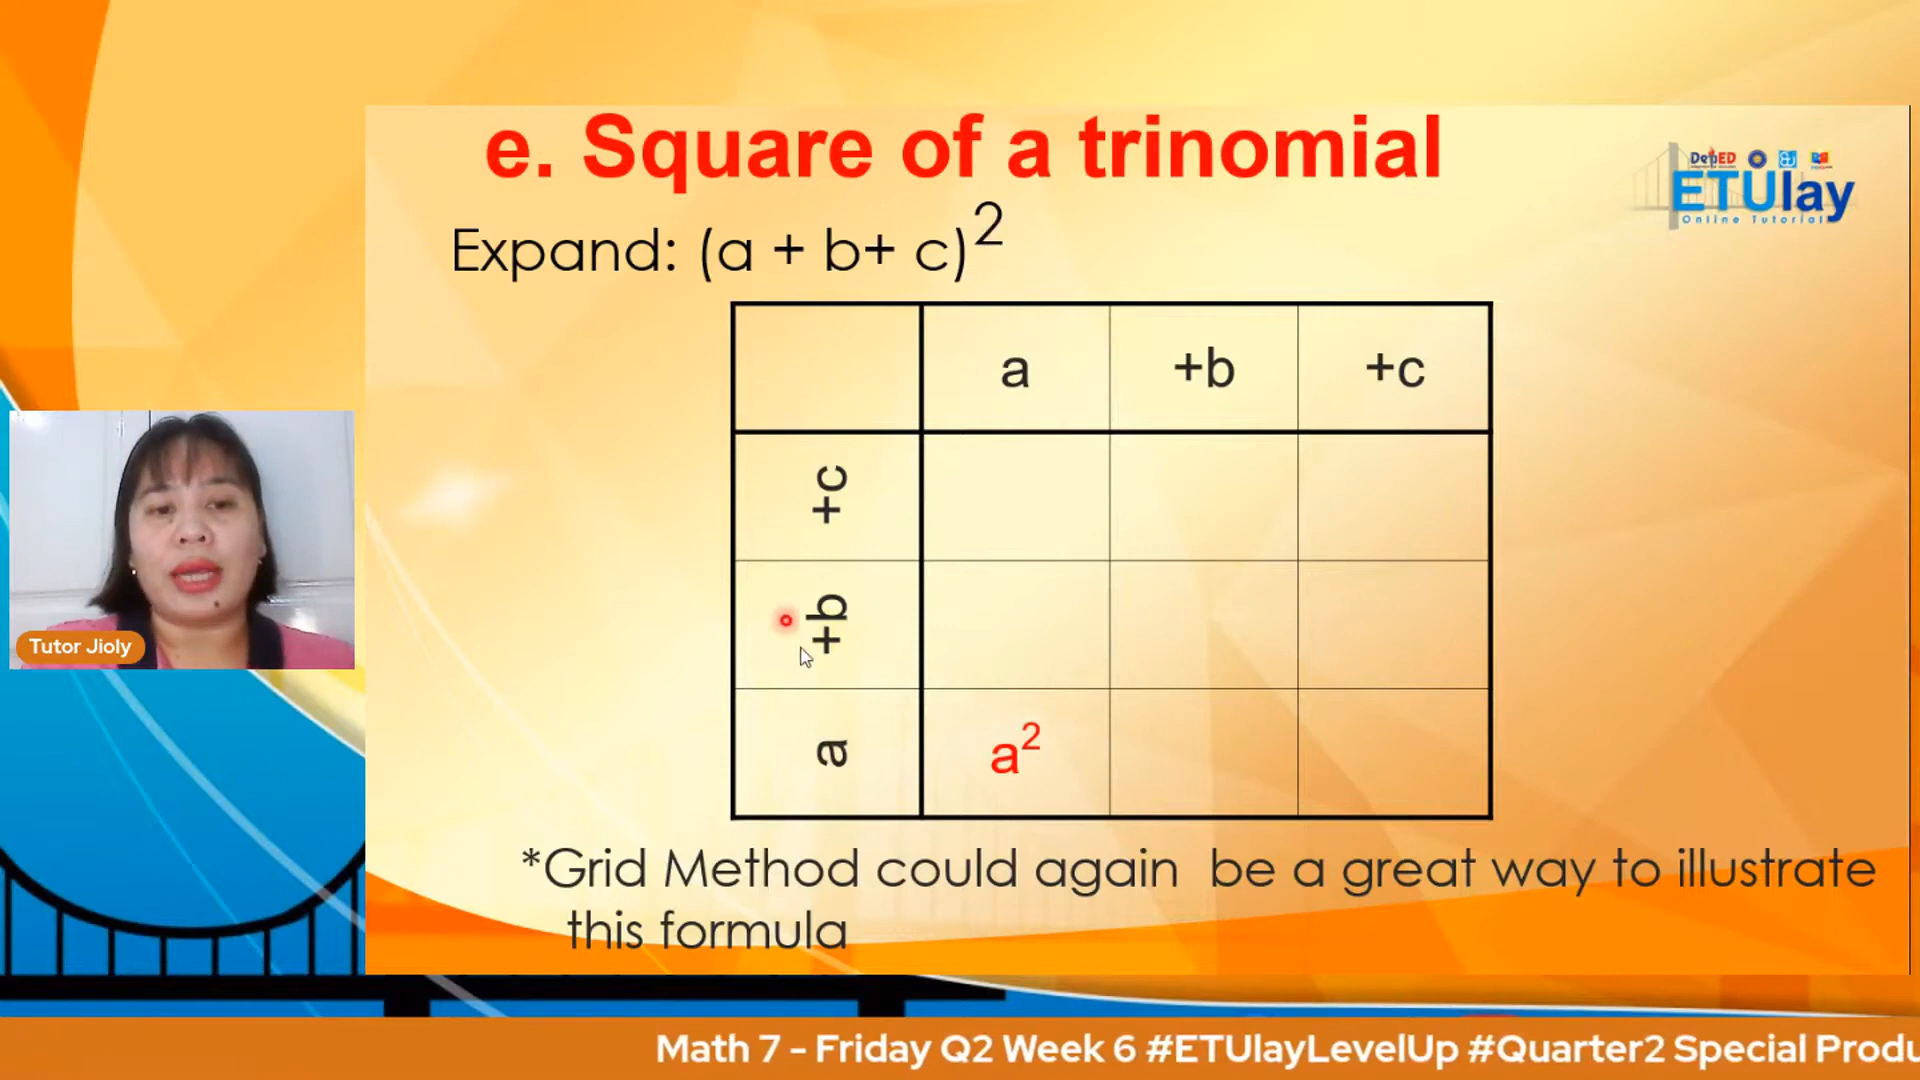 e. Square of a trinomial
DepED
ETUlay
Online Tutorial
Expand: (a + b+ c)²
a +b +c
+c
+b
a a²
Tutor Jioly
*Grid Method could again be a great way to illustrate
this formula
Math 7 - Friday Q2 Week 6 #ETUlayLevelUp #Quarter2 Special Produ